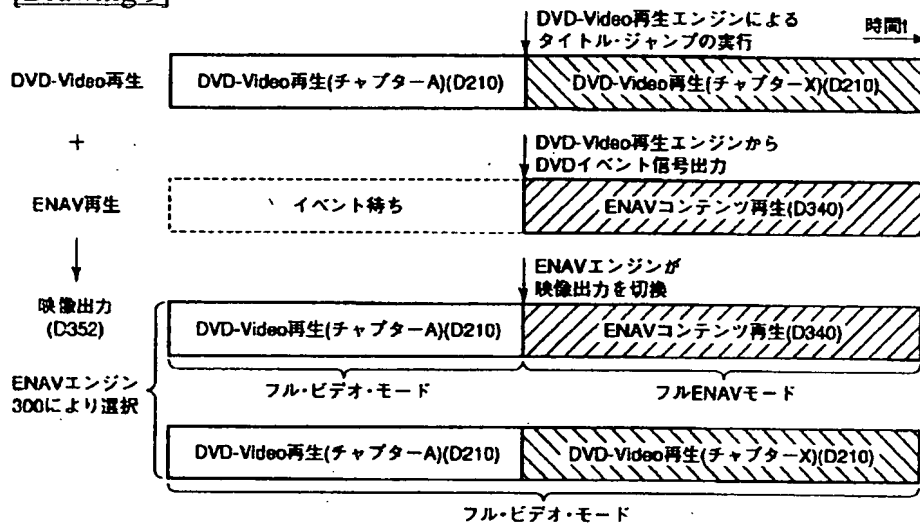 [Drawing 9]
DVD-Video再生エンジンによる
タイトル・ジャンプの実行
時間t
DVD-Video再生
DVD-Video再生(チャプターA)(D210)
DVD-Video再生(チャプターX)(D210)
+
DVD-Video再生エンジンから
DVDイベント信号出力
ENAV再生
イベント待ち
ENAVコンテンツ再生(D340)
ENAVエンジンが
映像出力を切換
映像出力
(D352)
DVD-Video再生(チャプターA)(D210)
ENAVコンテンツ再生(D340)
フル・ビデオ・モード
フルENAVモード
ENAVエンジン
300により選択
DVD-Video再生(チャプターA)(D210)
DVD-Video再生(チャプターX)(D210)
フル・ビデオ・モード